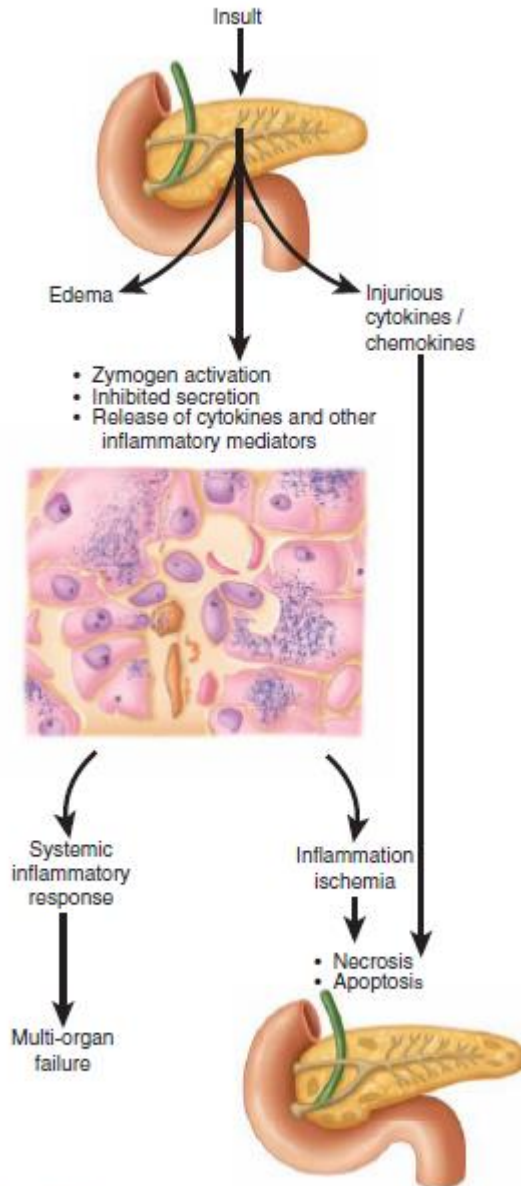 Insult
Edema
Injurious
cytokines /
chemokines
• Zymogen activation
• Inhibited secretion
• Release of cytokines and other
inflammatory mediators
Systemic
inflammatory
response
Inflammation
ischemia
• Necrosis
• Apoptosis
Multi-organ
failure